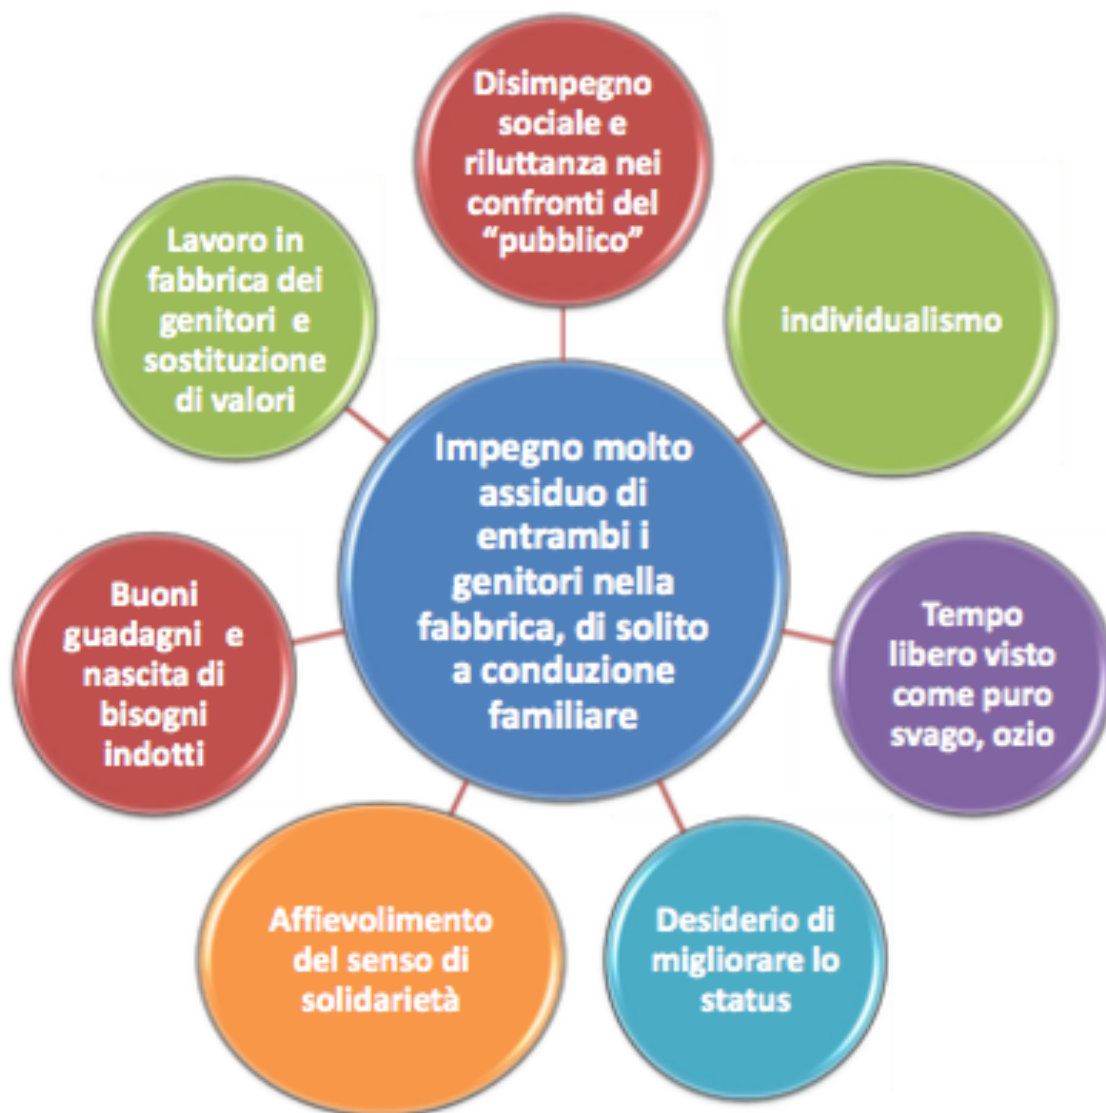 Disimpegno
sociale e
riluttanza nei
confronti del
“pubblico”
individualismo
Tempo
libero visto
come puro
svago, ozio
Desiderio di
migliorare lo
status
Affievolimento
del senso di
solidarietà
Buoni
guadagni e
nascita di
bisogni
indotti
Lavoro in
fabbrica dei
genitori e
sostituzione
di valori
Impegno molto
assiduo di
entrambi i
genitori nella
fabbrica, di solito
a conduzione
familiare